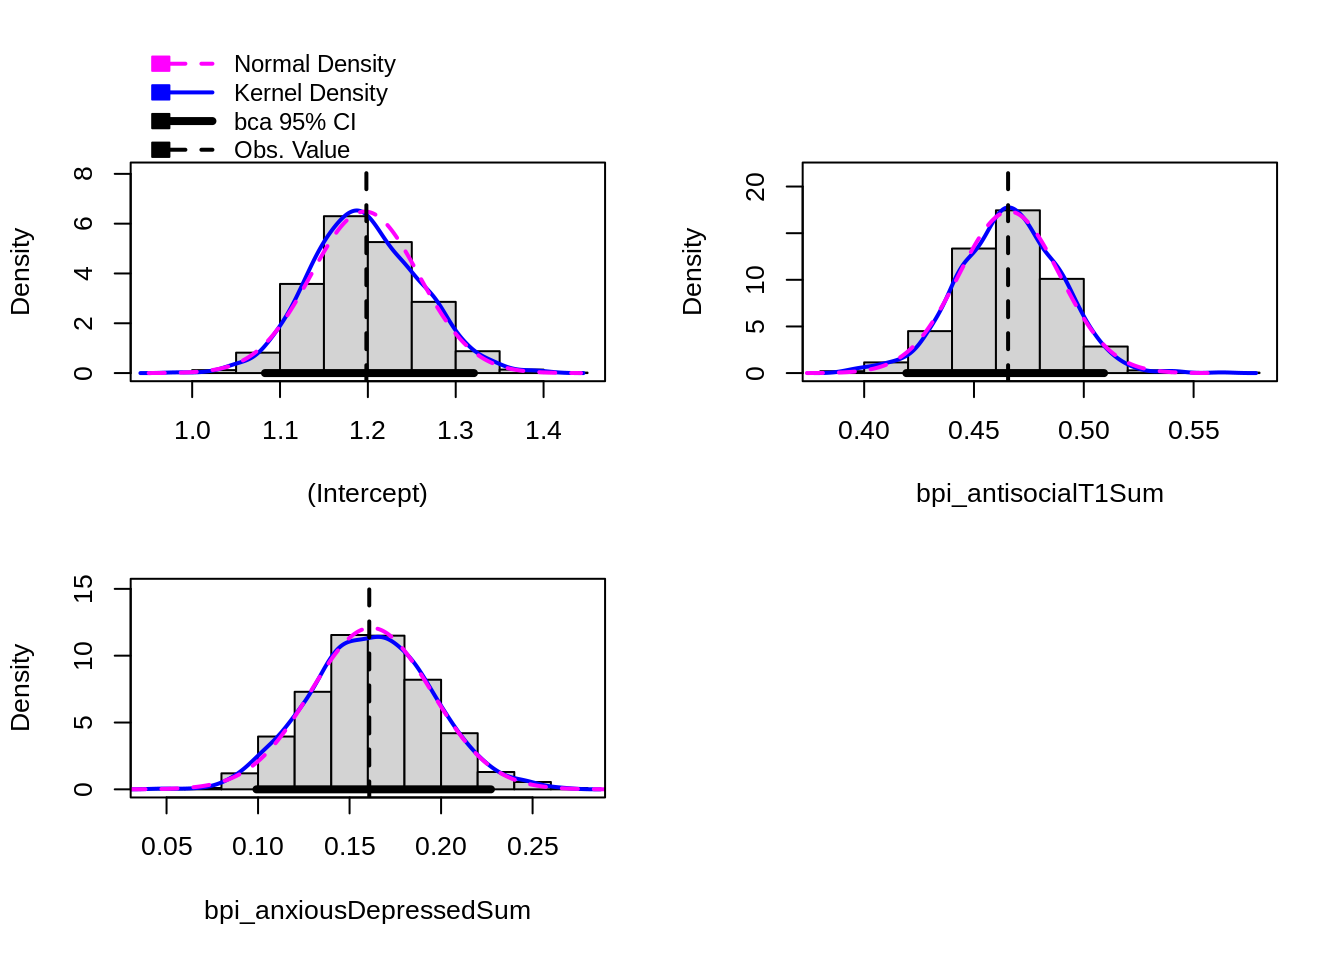 Normal Density
Kernel Density
bca 95% CI
Obs. Value
Density
0 2 4 6 8
1.0 1.1 1.2 1.3 1.4
(Intercept)
Density
0 5 10 20
0.40 0.45 0.50 0.55
bpi_antisocialT1Sum
Density
0 5 10 15
0.05 0.10 0.15 0.20 0.25
bpi_anxiousDepressedSum